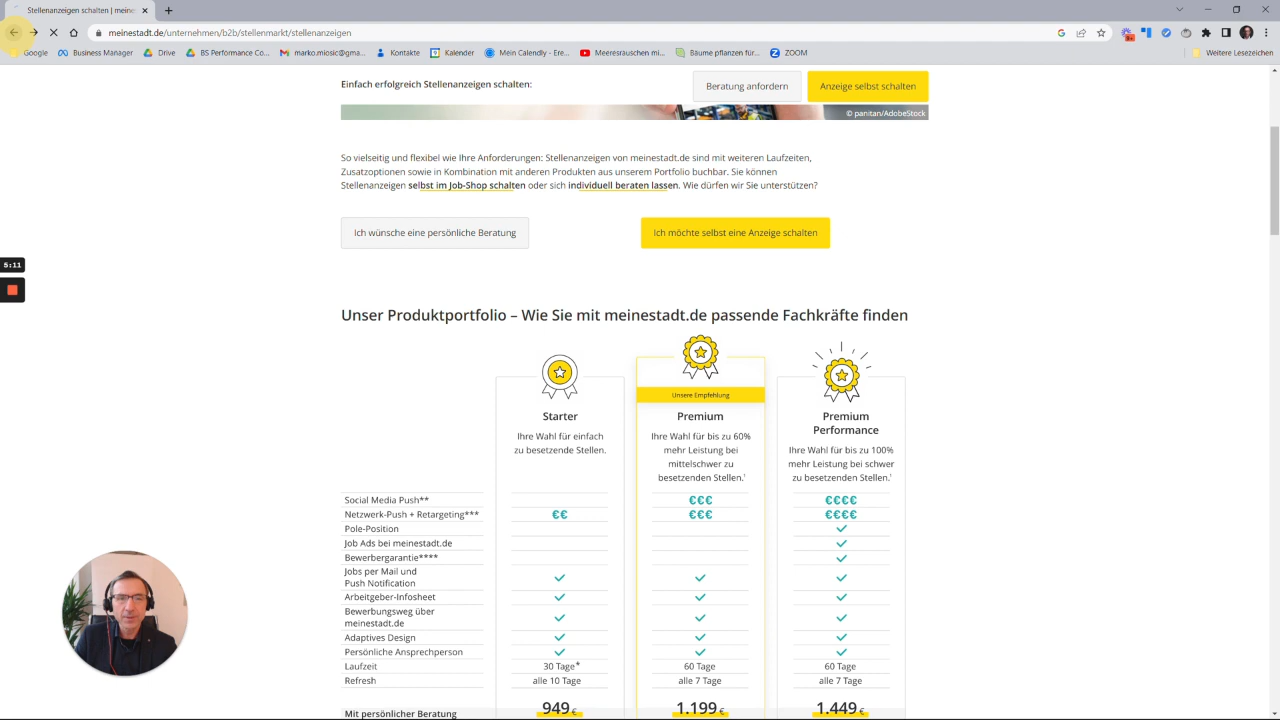 Stellenanzeigen schalten | meine
meinestadt.de/unternehmen/b2b/stellenmarkt/stellenanzeigen
Google Business Manager Drive BS Performance Co... marko.miosic@gma... Kontakte Kalender Mein Calendly - Ere... Meeresrauschen mi... Bäume pflanzen für... ZOOM Weitere Lesezeichen
Einfach erfolgreich Stellenanzeigen schalten: Beratung anfordern Anzeige selbst schalten
© panitan/AdobeStock
So vielseitig und flexibel wie Ihre Anforderungen: Stellenanzeigen von meinestadt.de sind mit weiteren Laufzeiten,
Zusatzoptionen sowie in Kombination mit anderen Produkten aus unserem Portfolio buchbar. Sie können
Stellenanzeigen selbst im Job-Shop schalten oder sich individuell beraten lassen. Wie dürfen wir Sie unterstützen?
Ich wünsche eine persönliche Beratung Ich möchte selbst eine Anzeige schalten
5:11
Unser Produktportfolio – Wie Sie mit meinestadt.de passende Fachkräfte finden
Unsere Empfehlung
Starter
Ihre Wahl für einfach
zu besetzende Stellen.
Premium
Ihre Wahl für bis zu 60%
mehr Leistung bei
mittelschwer zu
besetzenden Stellen.¹
Premium
Performance
Ihre Wahl für bis zu 100%
mehr Leistung bei schwer
zu besetzenden Stellen.¹
Social Media Push** €€€ €€€€
Netzwerk-Push + Retargeting*** €€ €€€ €€€€
Pole-Position
Job Ads bei meinestadt.de
Bewerbergarantie****
Jobs per Mail und
Push Notification
Arbeitgeber-Infosheet
Bewerbungsweg über
meinestadt.de
Adaptives Design
Persönliche Ansprechperson
Laufzeit 30 Tage* 60 Tage 60 Tage
Refresh alle 10 Tage alle 7 Tage alle 7 Tage
Mit persönlicher Beratung 949 € 1.199 € 1.449 €